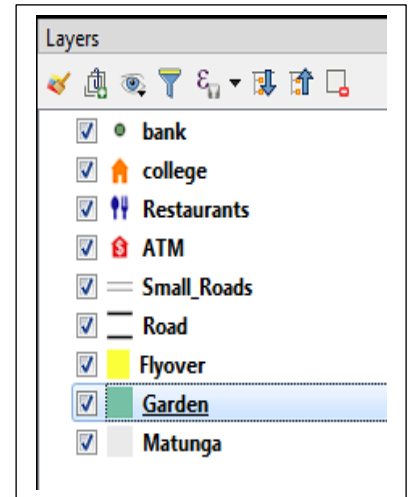 Layers
bank
college
Restaurants
ATM
Small_Roads
Road
Flyover
Garden
Matunga